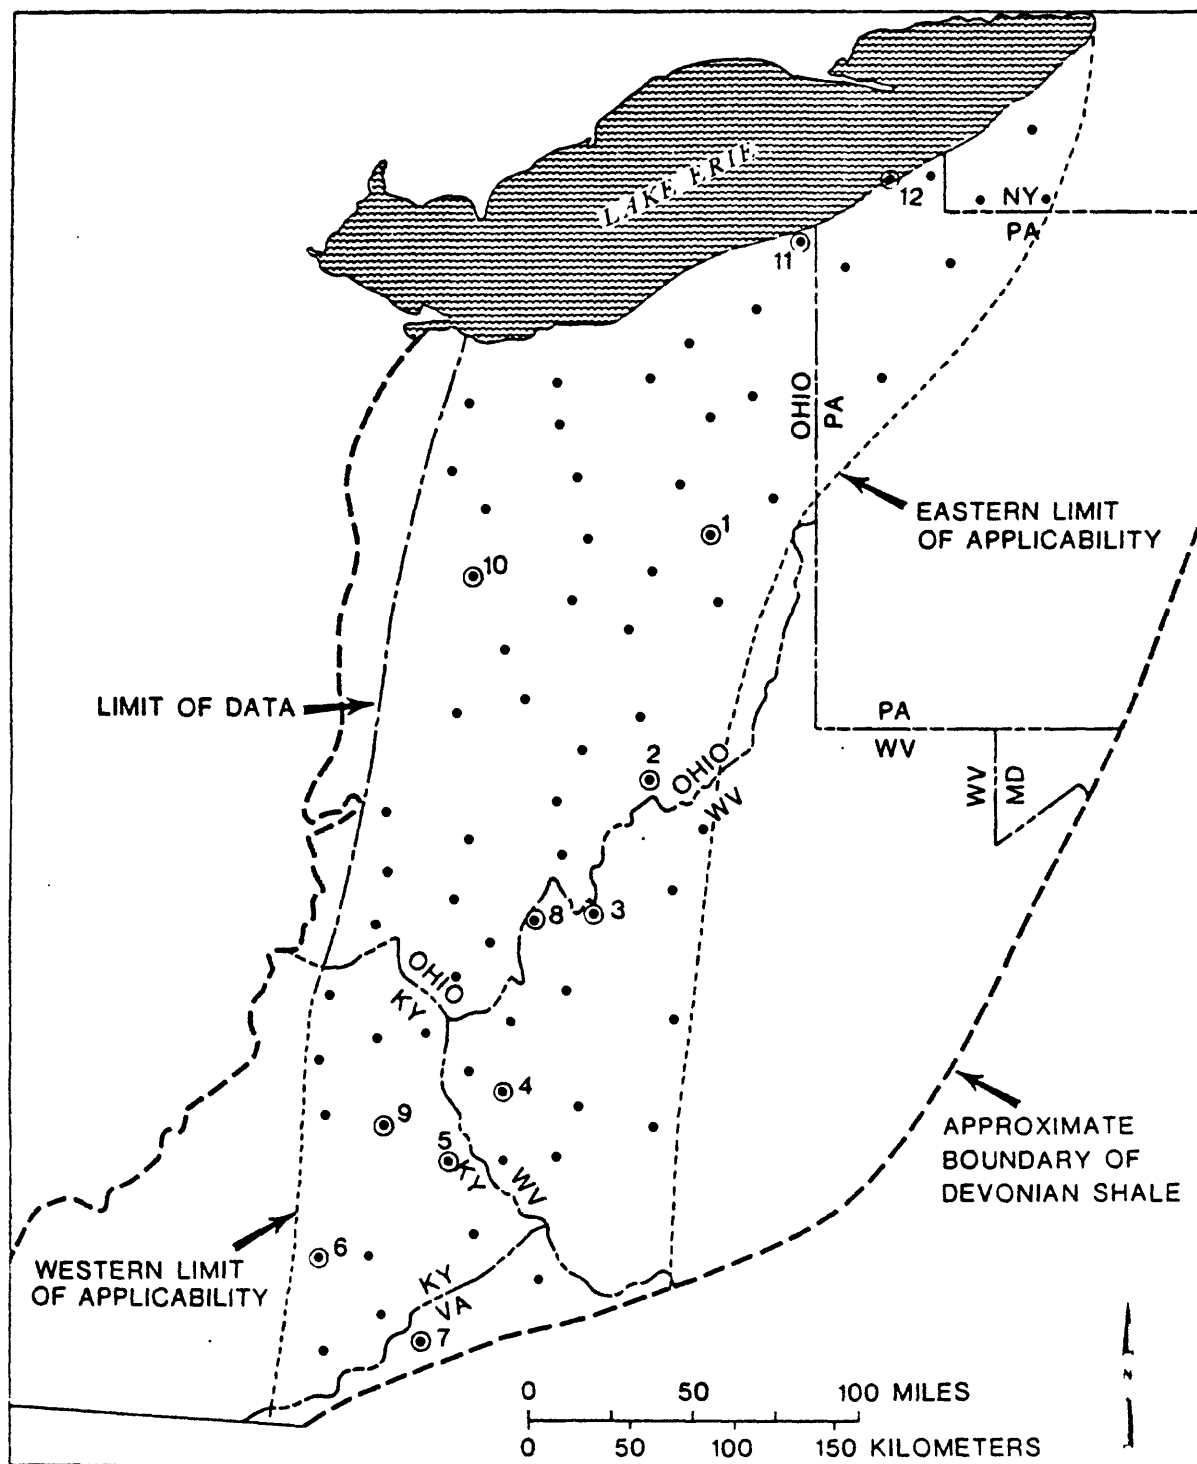 LAKE ERIE
12
NY
PA
11
OHIO
PA
EASTERN LIMIT
OF APPLICABILITY
1
10
LIMIT OF DATA
PA
WV
2
OHIO
WV
WV
MD
8
3
OHIO
KY
4
9
5
KY
WV
APPROXIMATE
BOUNDARY OF
DEVONIAN SHALE
6
WESTERN LIMIT
OF APPLICABILITY
KY
VA
7
0 50 100 MILES
0 50 100 150 KILOMETERS
N